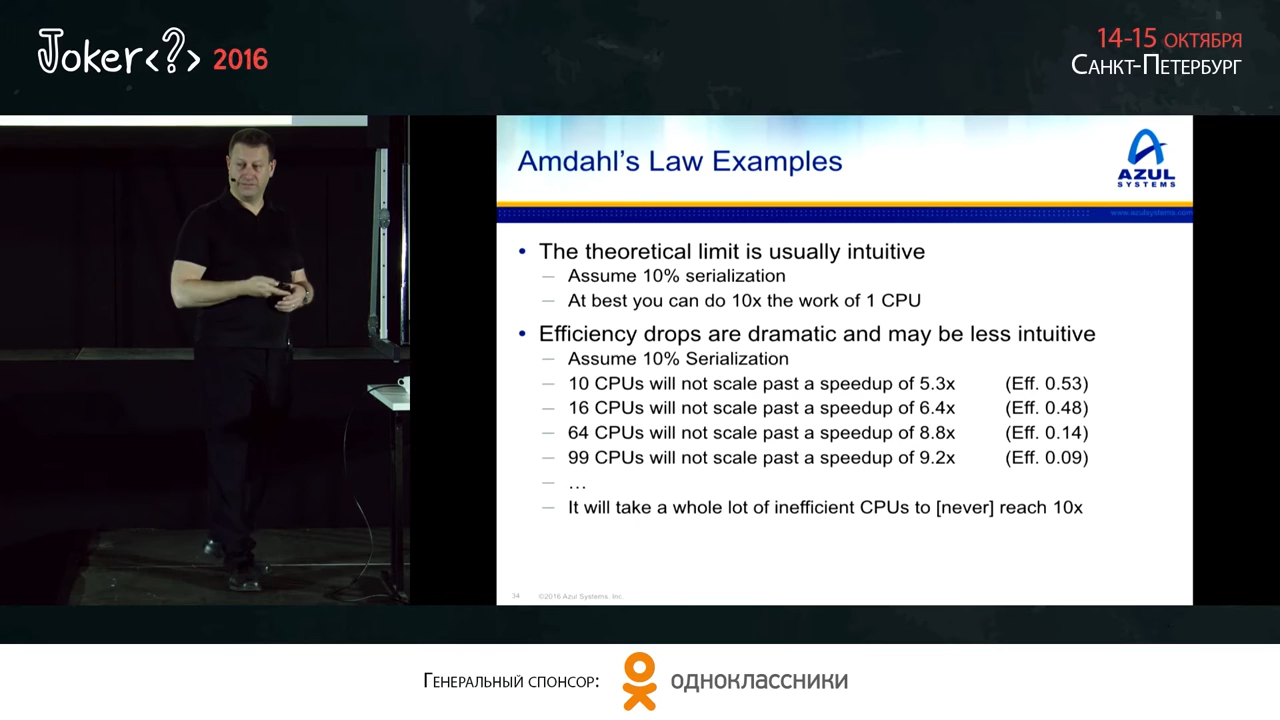 Joker<?> 2016
14-15 ОКТЯБРЯ
САНКТ-ПЕТЕРБУРГ
Amdahl's Law Examples
AZUL
SYSTEMS
www.azulsystems.com
• The theoretical limit is usually intuitive
— Assume 10% serialization
— At best you can do 10x the work of 1 CPU
• Efficiency drops are dramatic and may be less intuitive
— Assume 10% Serialization
— 10 CPUs will not scale past a speedup of 5.3x (Eff. 0.53)
— 16 CPUs will not scale past a speedup of 6.4x (Eff. 0.48)
— 64 CPUs will not scale past a speedup of 8.8x (Eff. 0.14)
— 99 CPUs will not scale past a speedup of 9.2x (Eff. 0.09)
— …
— It will take a whole lot of inefficient CPUs to [never] reach 10x
34 ©2016 Azul Systems, Inc.
ГЕНЕРАЛЬНЫЙ СПОНСОР: одноклассники